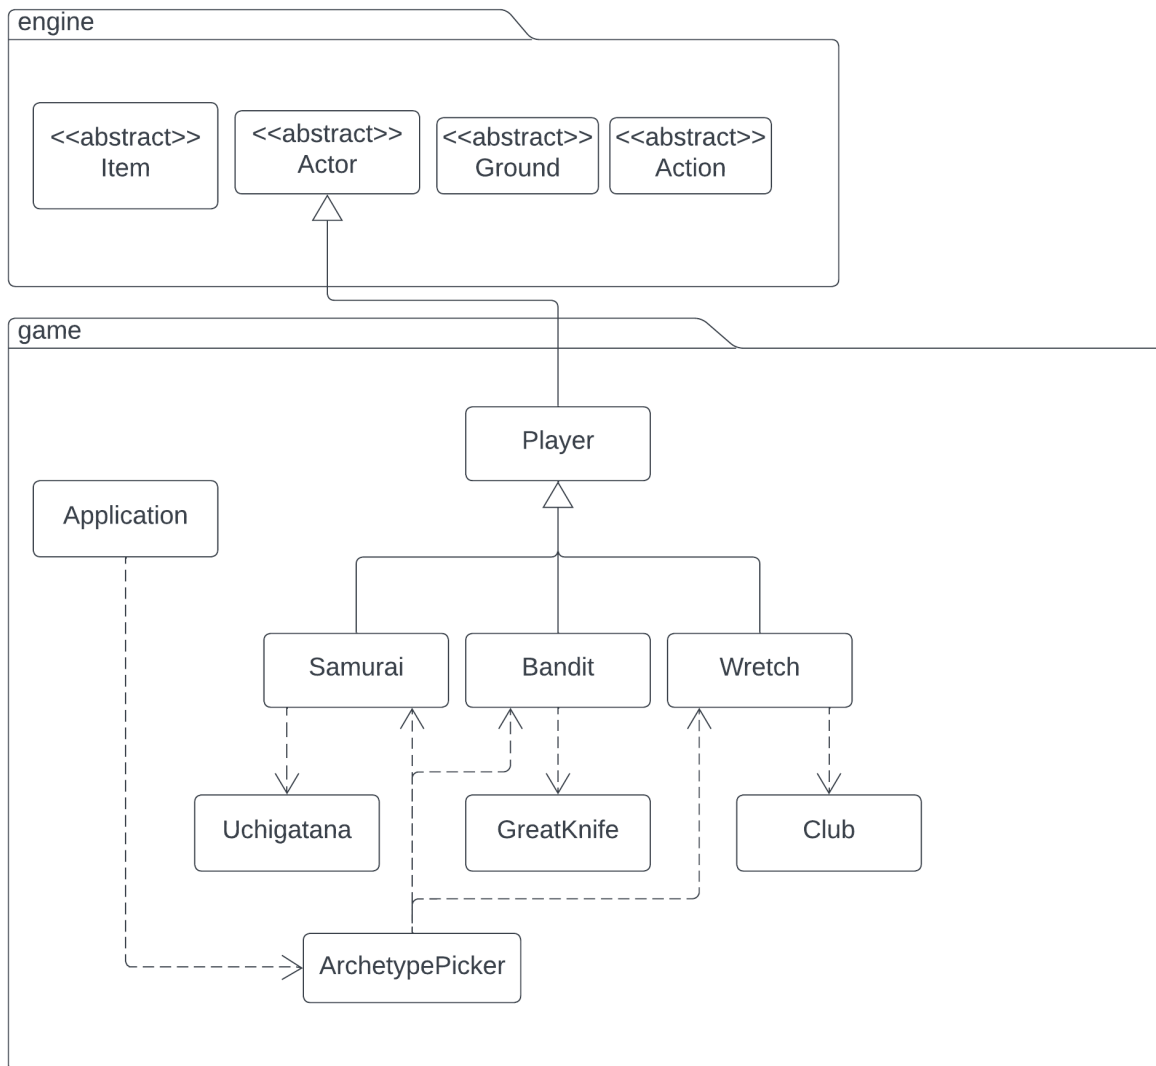 engine
<<abstract>>
Item
<<abstract>>
Actor
<<abstract>>
Ground
<<abstract>>
Action
game
Player
Application
Samurai
Bandit
Wretch
Uchigatana
GreatKnife
Club
ArchetypePicker